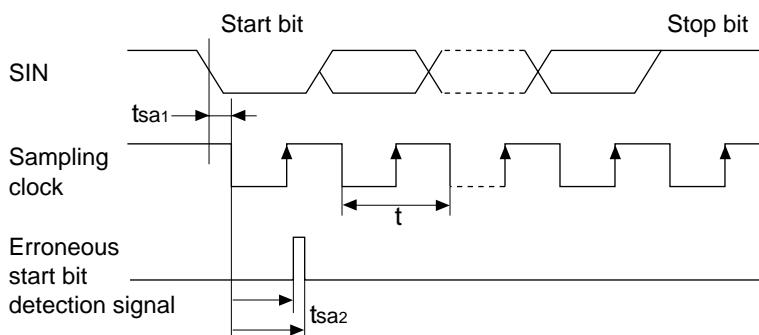 Start bit
Stop bit
SIN
tsa1
Sampling
clock
t
Erroneous
start bit
detection signal
tsa2